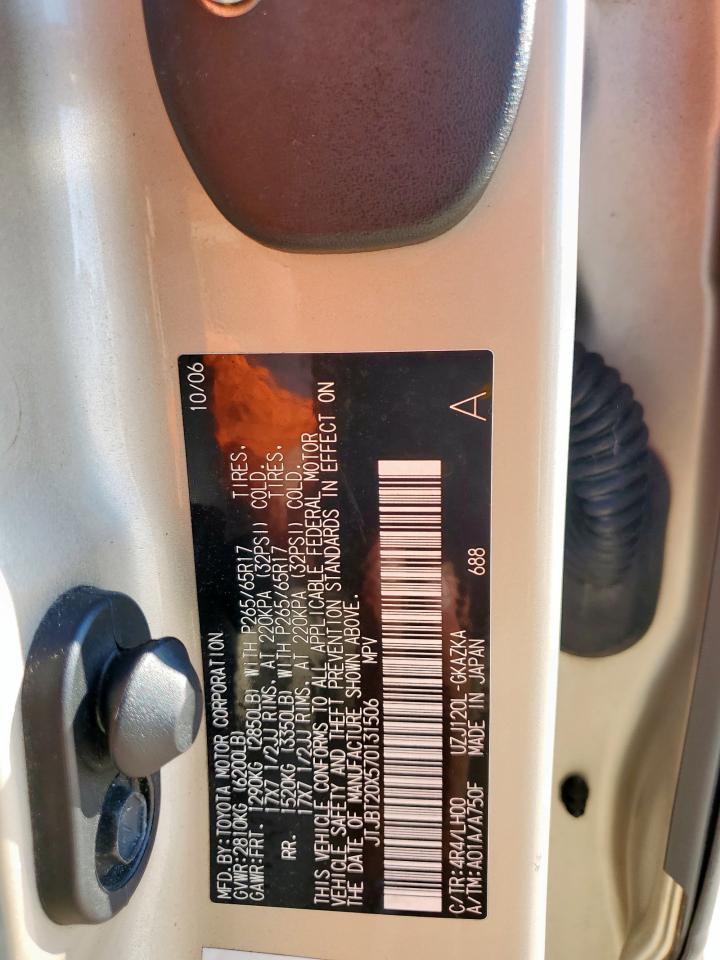 MFD.BY:TOYOTA MOTOR CORPORATION 10/06
GVWR:2810KG (6200LB)
GAWR:FRT. 1290KG (2850LB) WITH P265/65R17 TIRES,
17X7 1/2JJ RIMS, AT 220KPA (32PSI) COLD.
RR. 1520KG (3350LB) WITH P265/65R17 TIRES,
17X7 1/2JJ RIMS, AT 220KPA (32PSI) COLD.
THIS VEHICLE CONFORMS TO ALL APPLICABLE FEDERAL MOTOR
VEHICLE SAFETY AND THEFT PREVENTION STANDARDS IN EFFECT ON
THE DATE OF MANUFACTURE SHOWN ABOVE.
JTJBT20X570131506 MPV
C/TR:4R4/LH00 UZJ120L-GKAZKA
A/TM:A01A/A750F MADE IN JAPAN 688 A